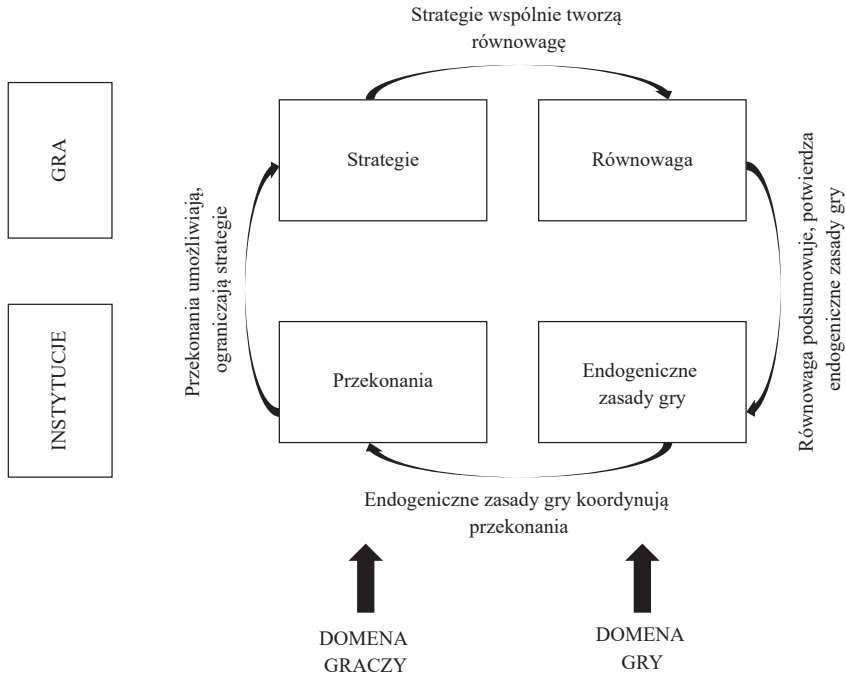 Strategie wspólnie tworzą
równowagę
GRA
Strategie
Równowaga
Przekonania umożliwiają,
ograniczają strategie
Równowaga podsumowuje, potwierdza
endogeniczne zasady gry
INSTYTUCJE
Przekonania
Endogeniczne
zasady gry
Endogeniczne zasady gry koordynują
przekonania
DOMENA
GRACZY
DOMENA
GRY